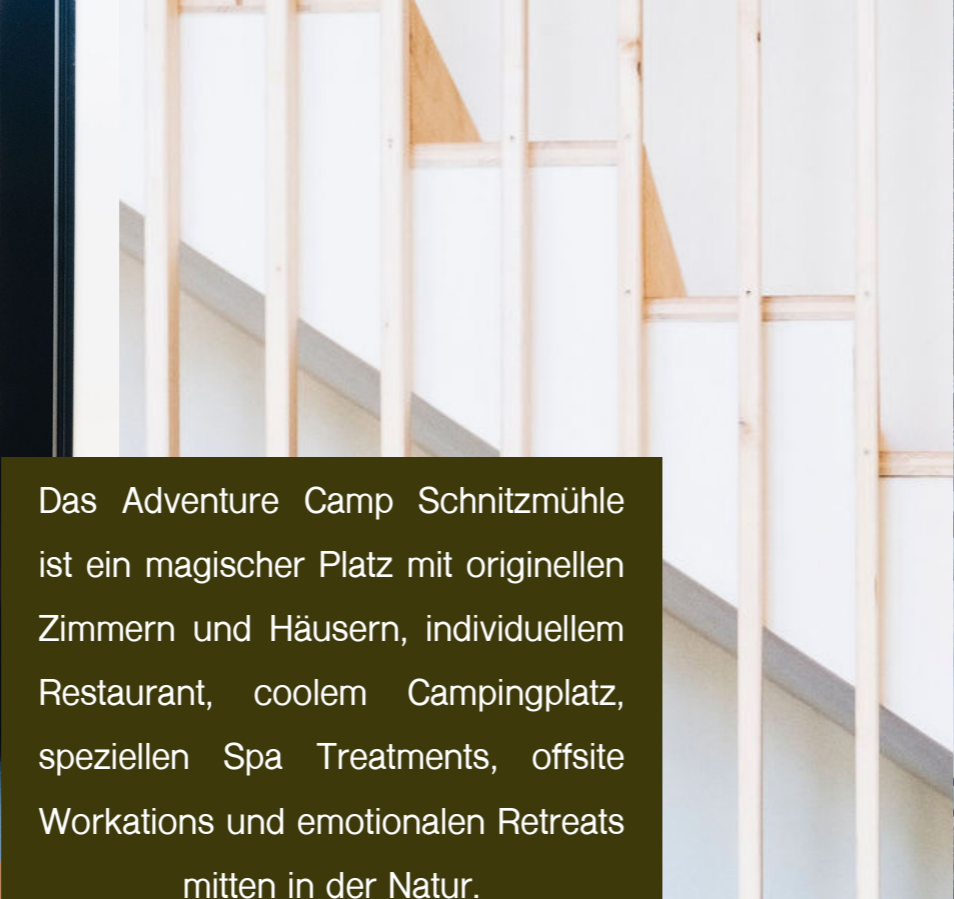 Das Adventure Camp Schnitzmühle
ist ein magischer Platz mit originellen
Zimmern und Häusern, individuellem
Restaurant, coolem Campingplatz,
speziellen Spa Treatments, offsite
Workations und emotionalen Retreats
mitten in der Natur.